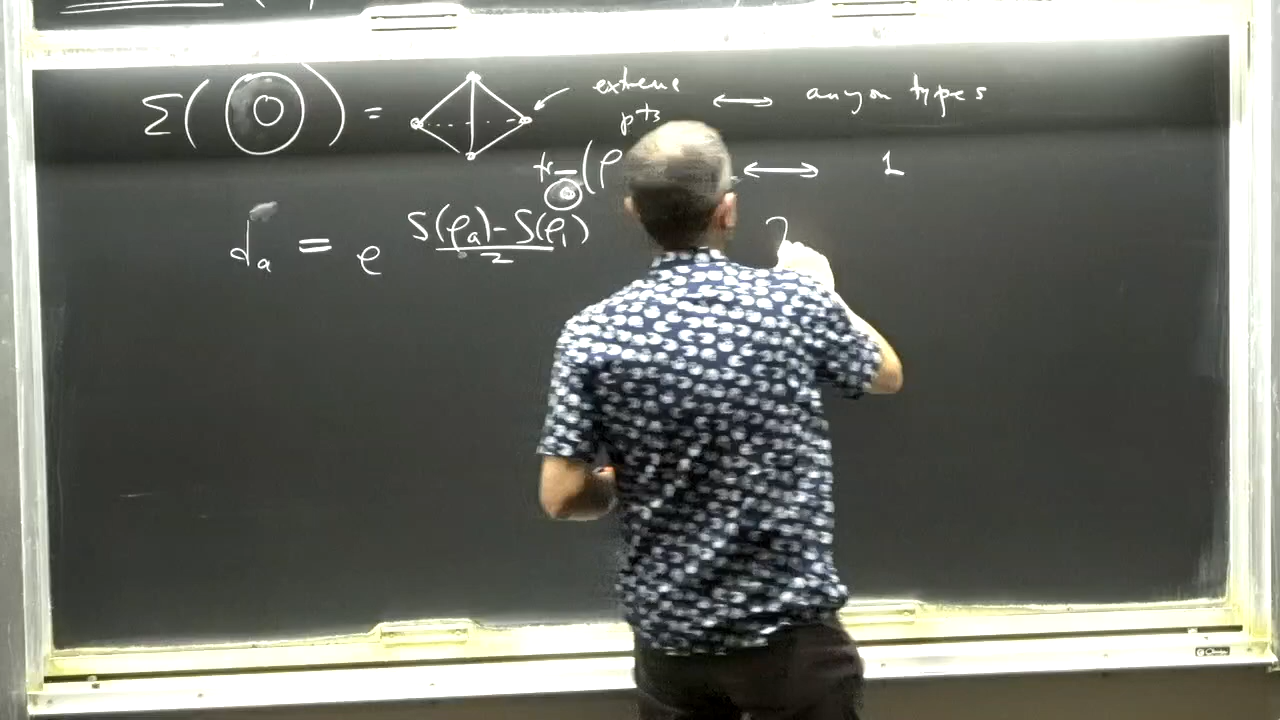 Σ( ) = extreme pts ⟷ anyon types
tr (ρ ⟷ 1
d_a = e^{(S(ρ_a) - S(ρ_1))/2}